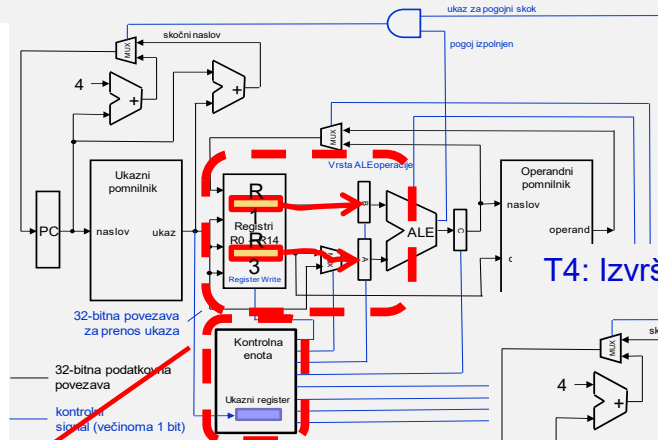 ukaz za pogojni skok
pogoj izpolnjen
skočni naslov
MUX
4
+
+
MUX
Vrsta ALEoperacije
Ukazni
pomnilnik
naslov
ukaz
PC
R
1
Registri
R0 R14
R
3
Register Write
B
A
ALE
C
Operandni
pomnilnik
naslov
operand
T4: Izvrš
32-bitna povezava
za prenos ukaza
Kontrolna
enota
Ukazni register
32-bitna podatkovna
povezava
kontrolni
signal (večinoma 1 bit)
sk
MUX
4
+